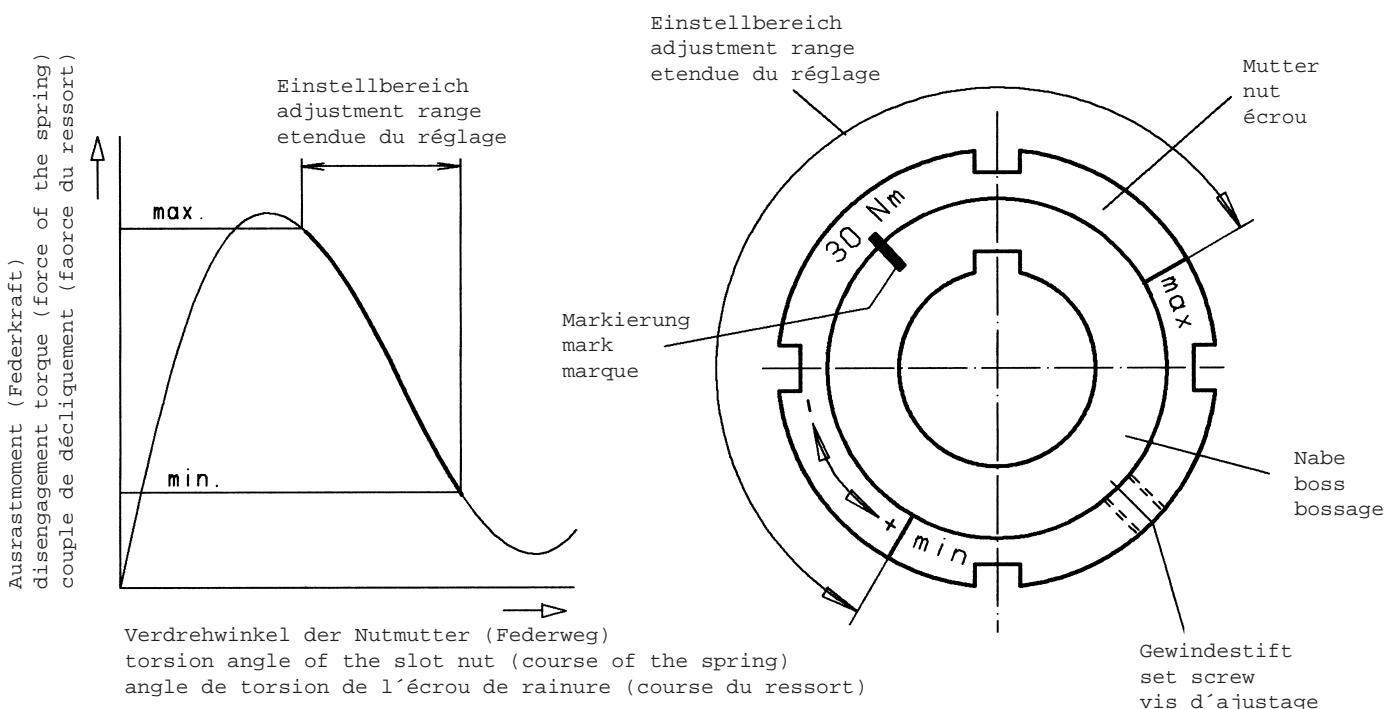 Ausrastmoment (Federkraft)
disengagement torque (force of the spring)
couple de décliquement (faorce du ressort)
Einstellbereich
adjustment range
etendue du réglage
max.
min.
Verdrehwinkel der Nutmutter (Federweg)
torsion angle of the slot nut (course of the spring)
angle de torsion de l´écrou de rainure (course du ressort)
Einstellbereich
adjustment range
etendue du réglage
Mutter
nut
écrou
30 Nm
max
Markierung
mark
marque
-
+
min
Nabe
boss
bossage
Gewindestift
set screw
vis d´ajustage